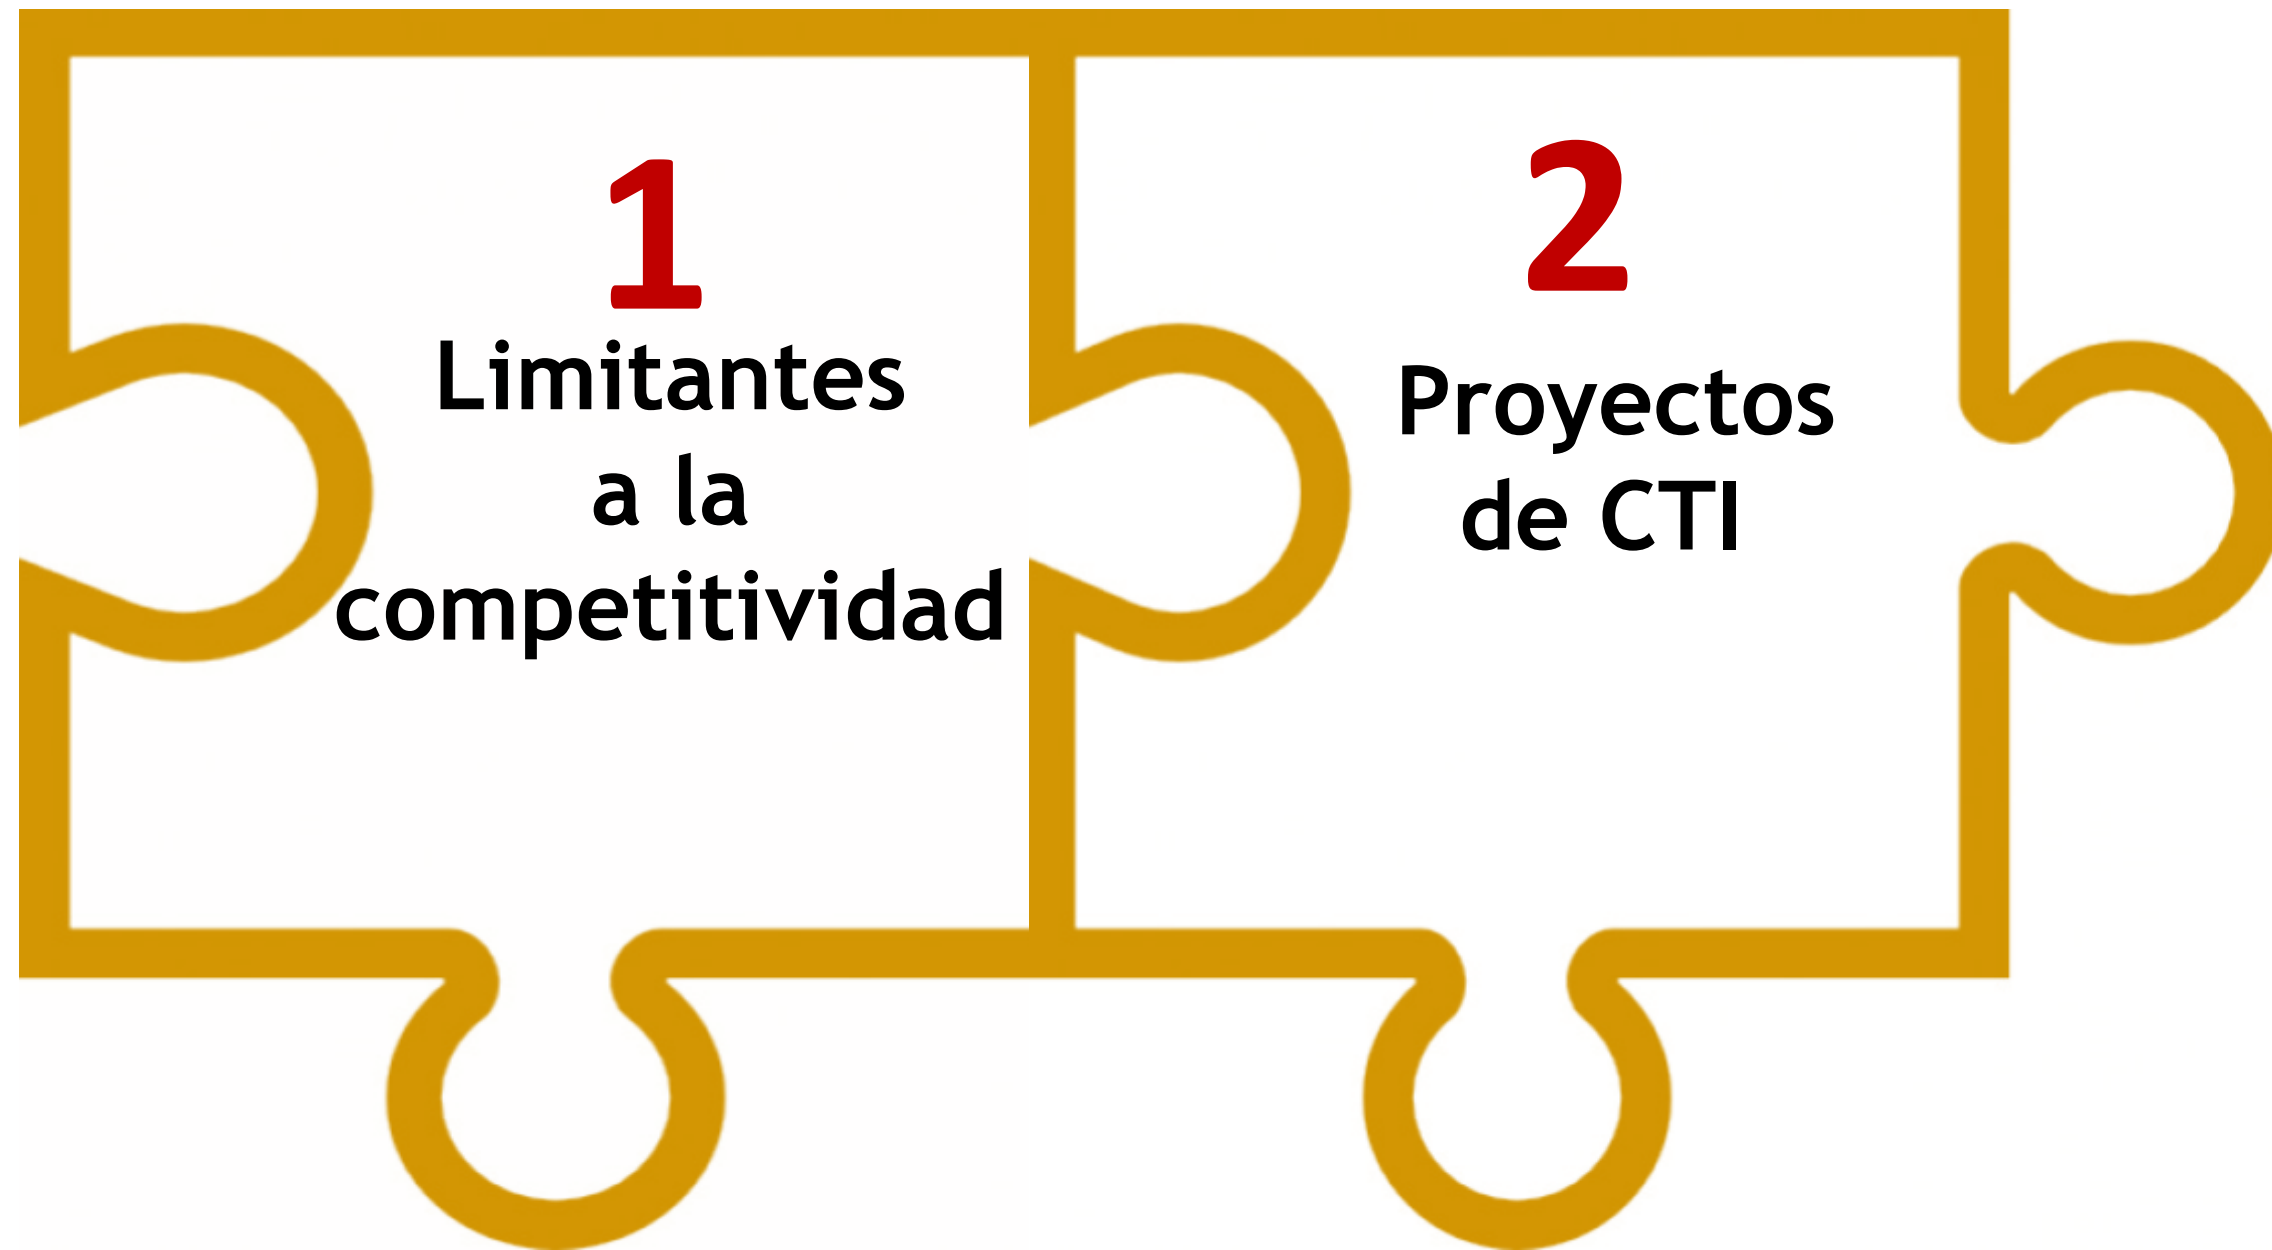 1
Limitantes
a la
competitividad
2
Proyectos
de CTI